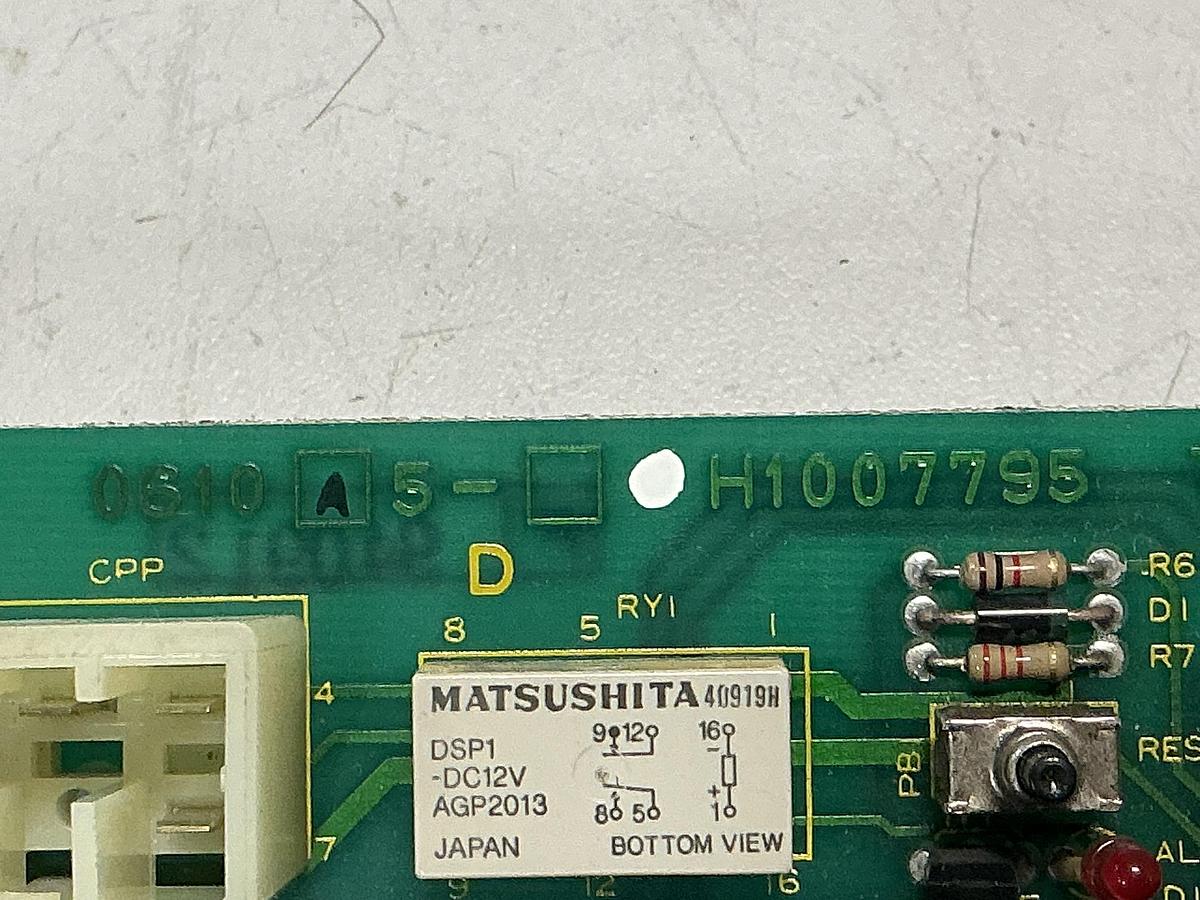 0610 A 5- H1007795
CPP
D
RY1
8 5 1
R6
D1
R7
4
7
MATSUSHITA 40919H
DSP1
-DC12V
AGP2013
JAPAN
9 12 16
-
+
8 5 1
BOTTOM VIEW
PB
RES
AL
9 12 16